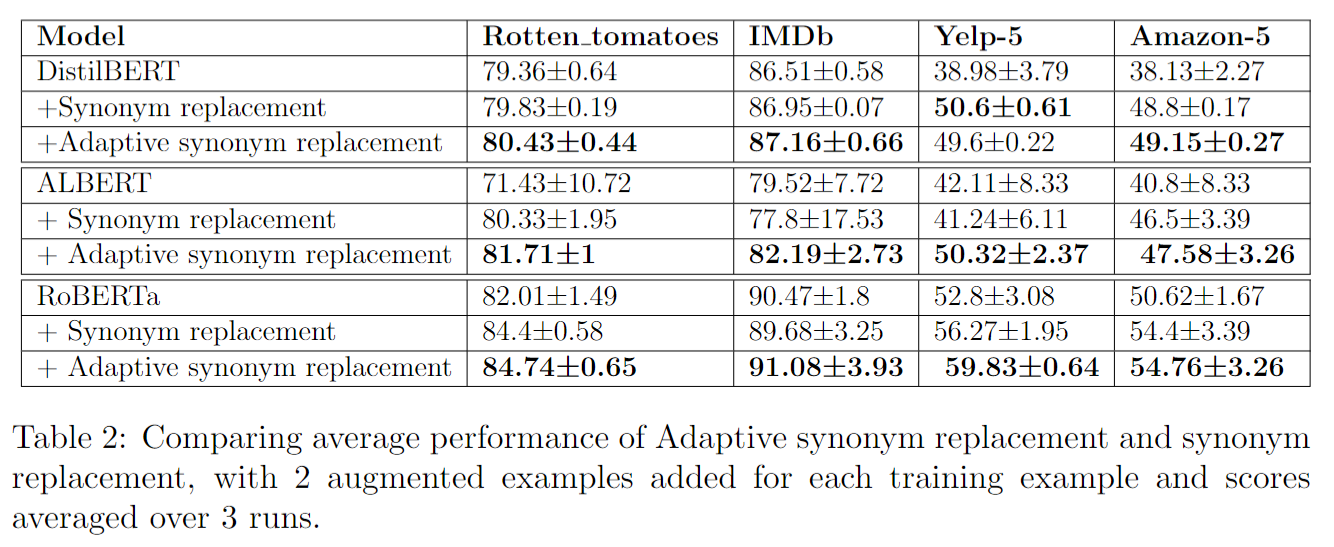 Model Rotten_tomatoes IMDb Yelp-5 Amazon-5
DistilBERT 79.36±0.64 86.51±0.58 38.98±3.79 38.13±2.27
+Synonym replacement 79.83±0.19 86.95±0.07 50.6±0.61 48.8±0.17
+Adaptive synonym replacement 80.43±0.44 87.16±0.66 49.6±0.22 49.15±0.27
ALBERT 71.43±10.72 79.52±7.72 42.11±8.33 40.8±8.33
+ Synonym replacement 80.33±1.95 77.8±17.53 41.24±6.11 46.5±3.39
+ Adaptive synonym replacement 81.71±1 82.19±2.73 50.32±2.37 47.58±3.26
RoBERTa 82.01±1.49 90.47±1.8 52.8±3.08 50.62±1.67
+ Synonym replacement 84.4±0.58 89.68±3.25 56.27±1.95 54.4±3.39
+ Adaptive synonym replacement 84.74±0.65 91.08±3.93 59.83±0.64 54.76±3.26
Table 2: Comparing average performance of Adaptive synonym replacement and synonym
replacement, with 2 augmented examples added for each training example and scores
averaged over 3 runs.